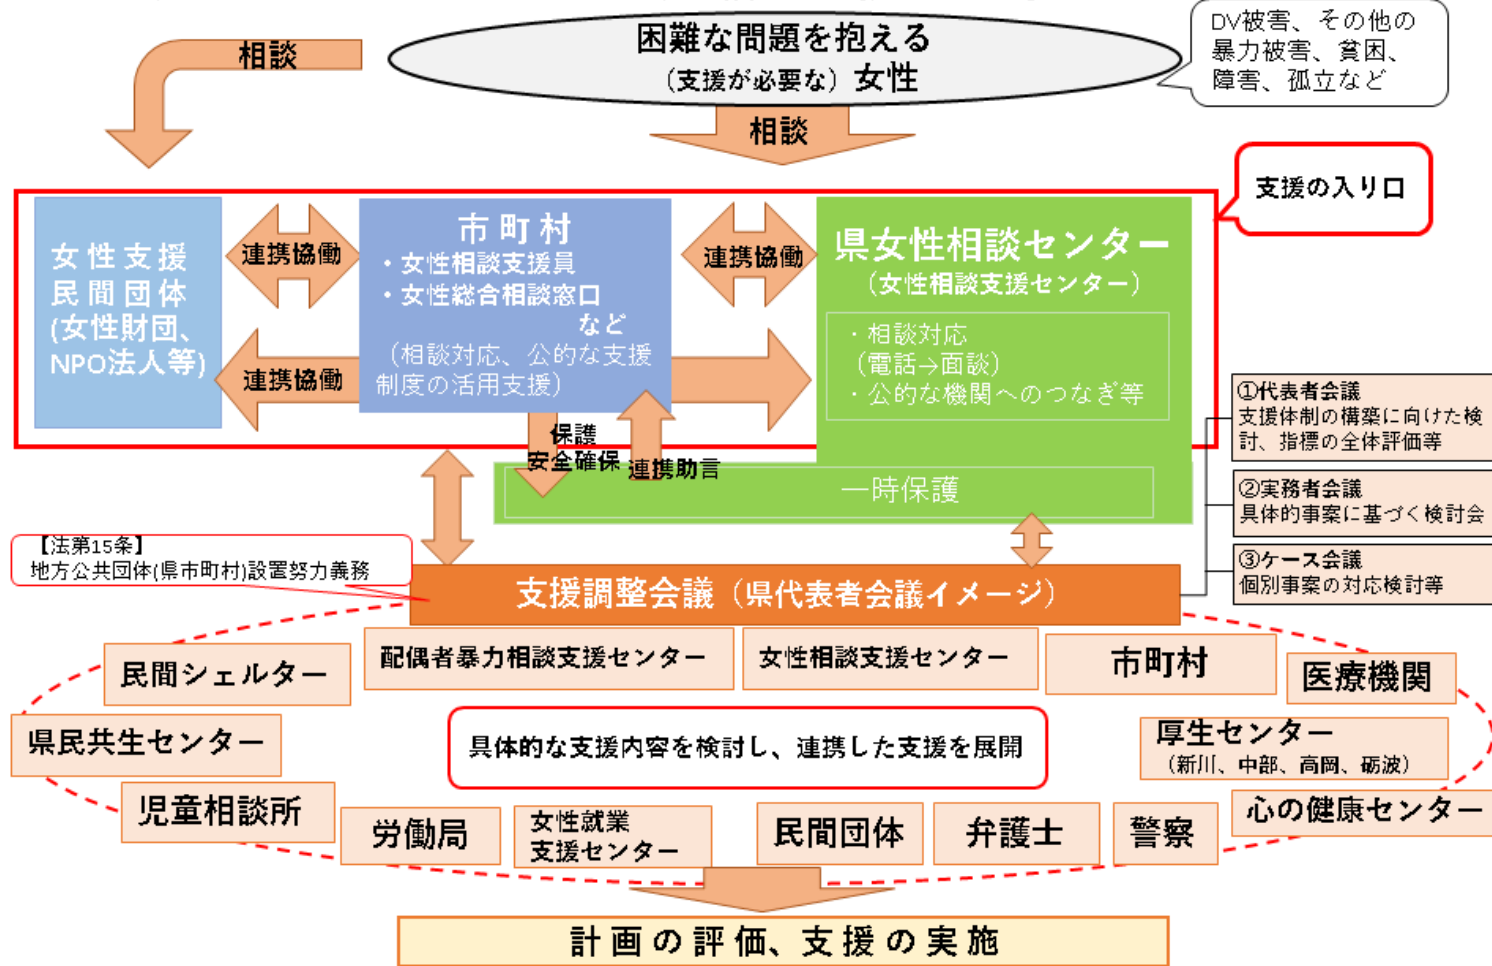 困難な問題を抱える
(支援が必要な) 女性
DV被害、その他の
暴力被害、貧困、
障害、孤立など
相談
相談
支援の入り口
女性支援
民間団体
(女性財団、
NPO法人等)
連携協働
連携協働
市町村
・女性相談支援員
・女性総合相談窓口
など
(相談対応、公的な支援
制度の活用支援)
連携協働
県女性相談センター
(女性相談支援センター)
・相談対応
(電話→面談)
・公的な機関へのつなぎ等
保護
安全確保
連携助言
一時保護
①代表者会議
支援体制の構築に向けた検
討、指標の全体評価等
②実務者会議
具体的事案に基づく検討会
③ケース会議
個別事案の対応検討等
【法第15条】
地方公共団体(県市町村)設置努力義務
支援調整会議(県代表者会議イメージ)
民間シェルター
配偶者暴力相談支援センター
女性相談支援センター
市町村
医療機関
県民共生センター
具体的な支援内容を検討し、連携した支援を展開
厚生センター
(新川、中部、高岡、砺波)
児童相談所
労働局
女性就業
支援センター
民間団体
弁護士
警察
心の健康センター
計画の評価、支援の実施